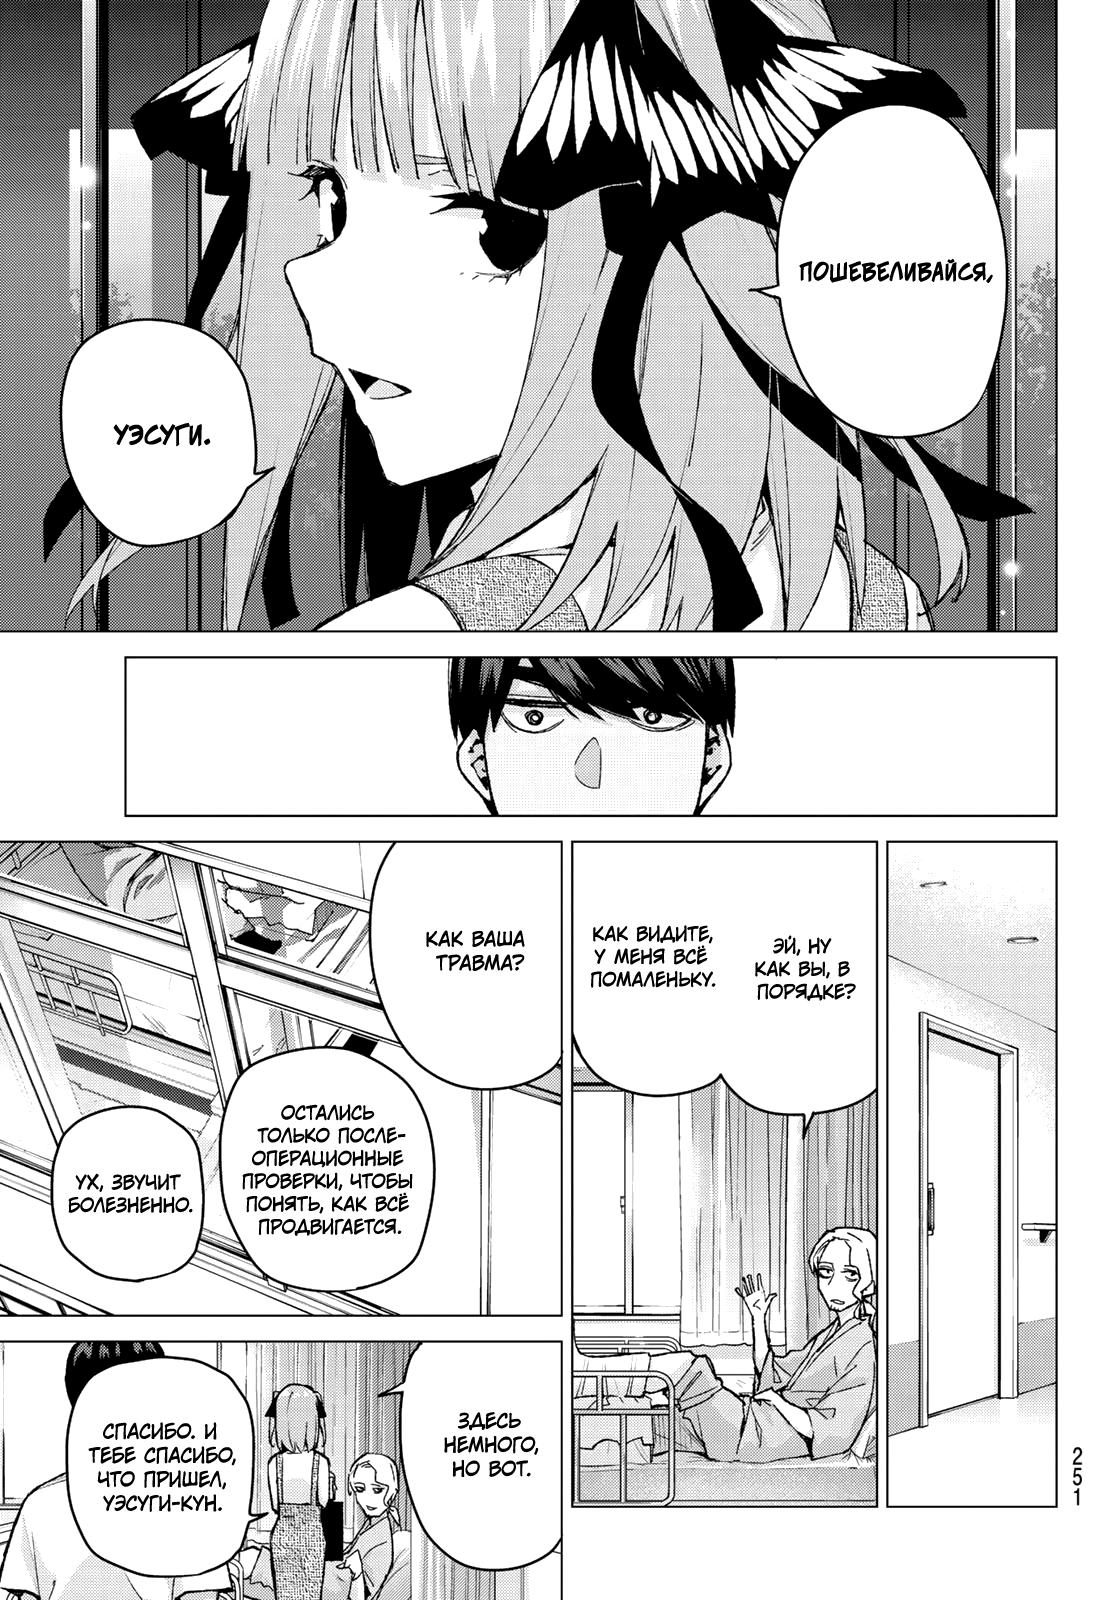 ПОШЕВЕЛИВАЙСЯ,
УЭСУГИ.
ЭЙ, НУ
КАК ВЫ, В
ПОРЯДКЕ?
КАК ВИДИТЕ,
У МЕНЯ ВСЁ
ПОМАЛЕНЬКУ.
КАК ВАША
ТРАВМА?
ОСТАЛИСЬ
ТОЛЬКО ПОСЛЕ-
ОПЕРАЦИОННЫЕ
ПРОВЕРКИ, ЧТОБЫ
ПОНЯТЬ, КАК ВСЁ
ПРОДВИГАЕТСЯ.
УХ, ЗВУЧИТ
БОЛЕЗНЕННО.
ЗДЕСЬ
НЕМНОГО,
НО ВОТ.
СПАСИБО. И
ТЕБЕ СПАСИБО,
ЧТО ПРИШЕЛ,
УЭСУГИ-КУН.
251